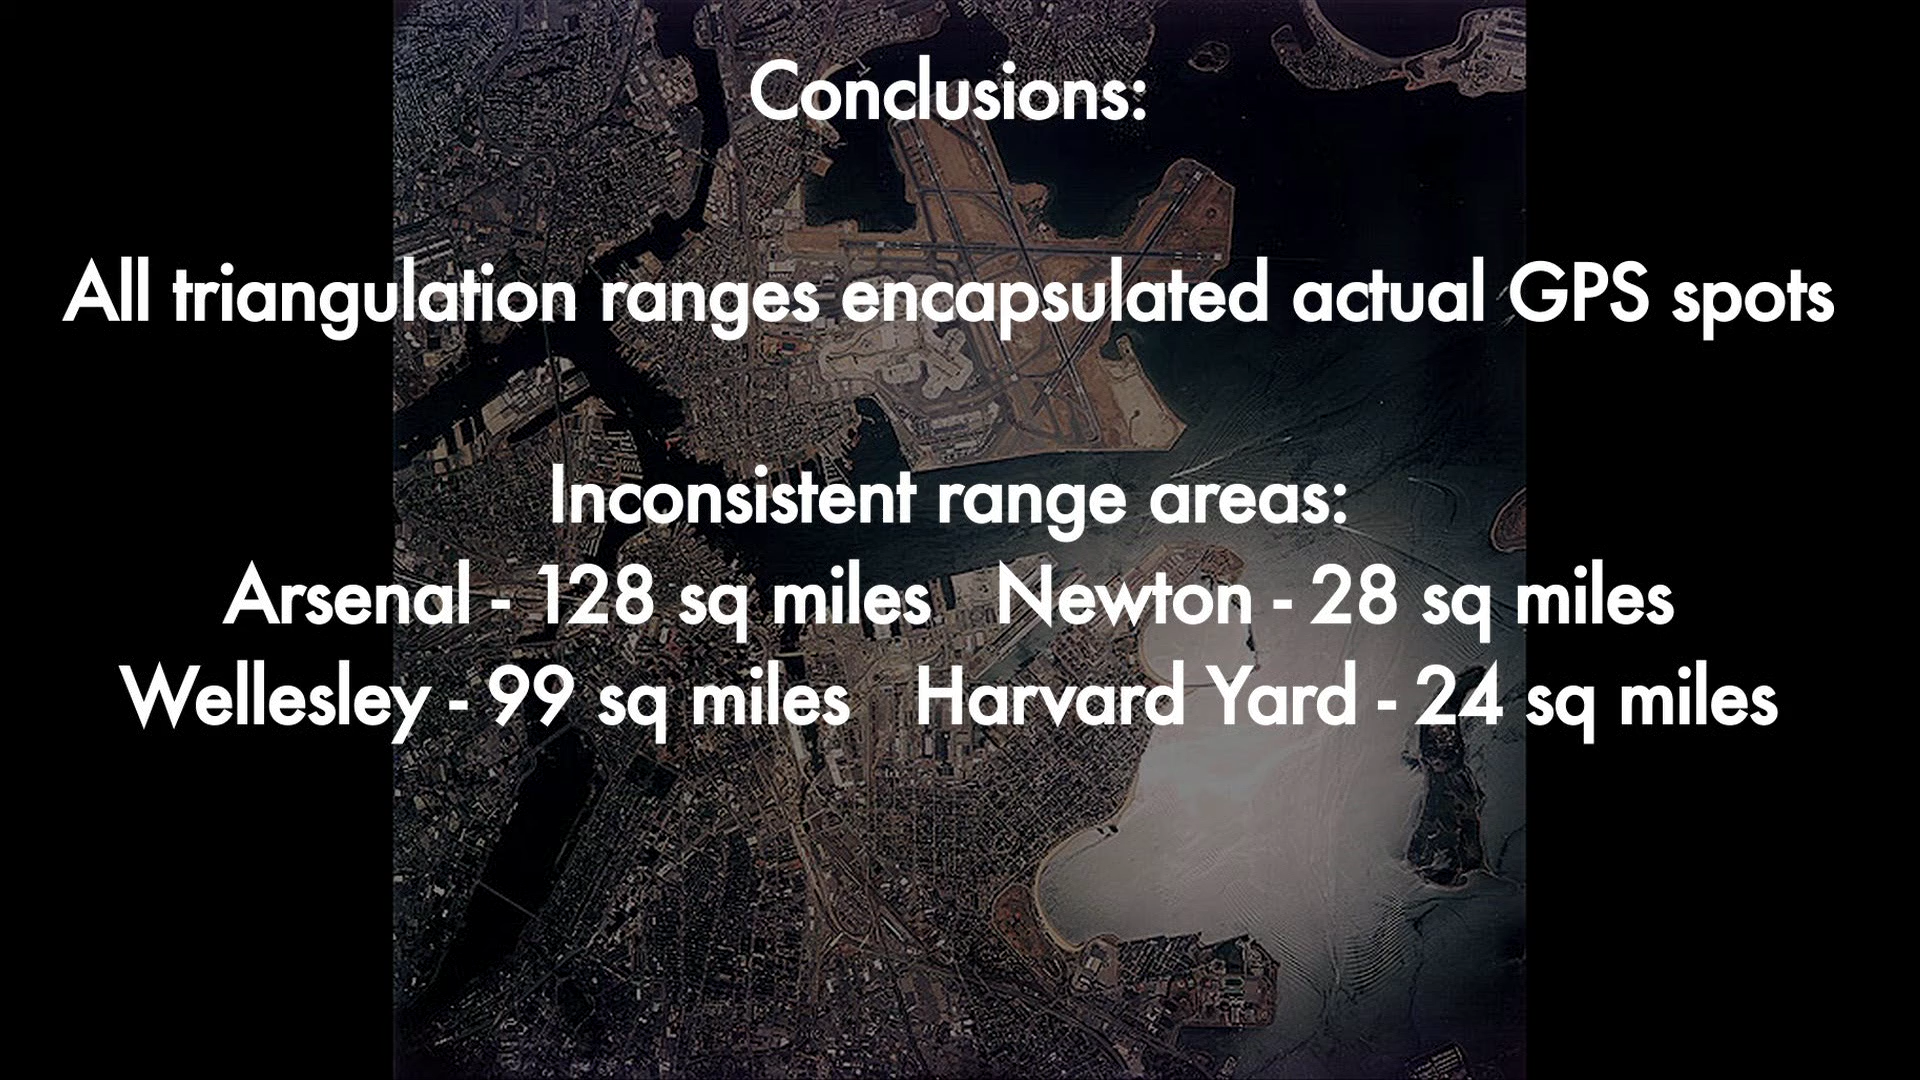 Conclusions:
All triangulation ranges encapsulated actual GPS spots
Inconsistent range areas:
Arsenal - 128 sq miles Newton - 28 sq miles
Wellesley - 99 sq miles Harvard Yard - 24 sq miles